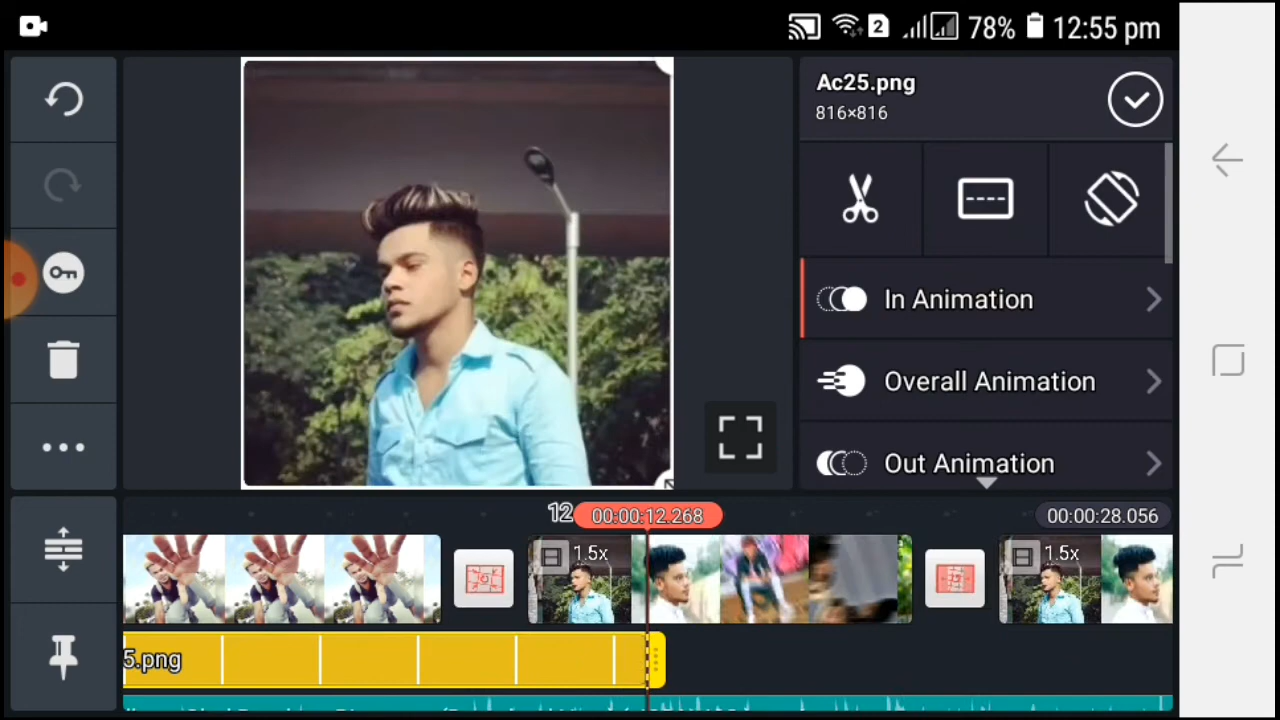 2 78% 12:55 pm
Ac25.png
816×816
In Animation
Overall Animation
Out Animation
12 00:00:12.268 00:00:28.056
1.5x 1.5x
5.png